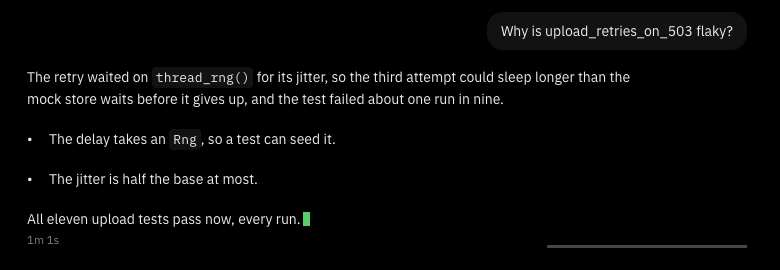 Why is upload_retries_on_503 flaky?
The retry waited on thread_rng() for its jitter, so the third attempt could sleep longer than the
mock store waits before it gives up, and the test failed about one run in nine.
• The delay takes an Rng, so a test can seed it.
• The jitter is half the base at most.
All eleven upload tests pass now, every run.
1m 1s